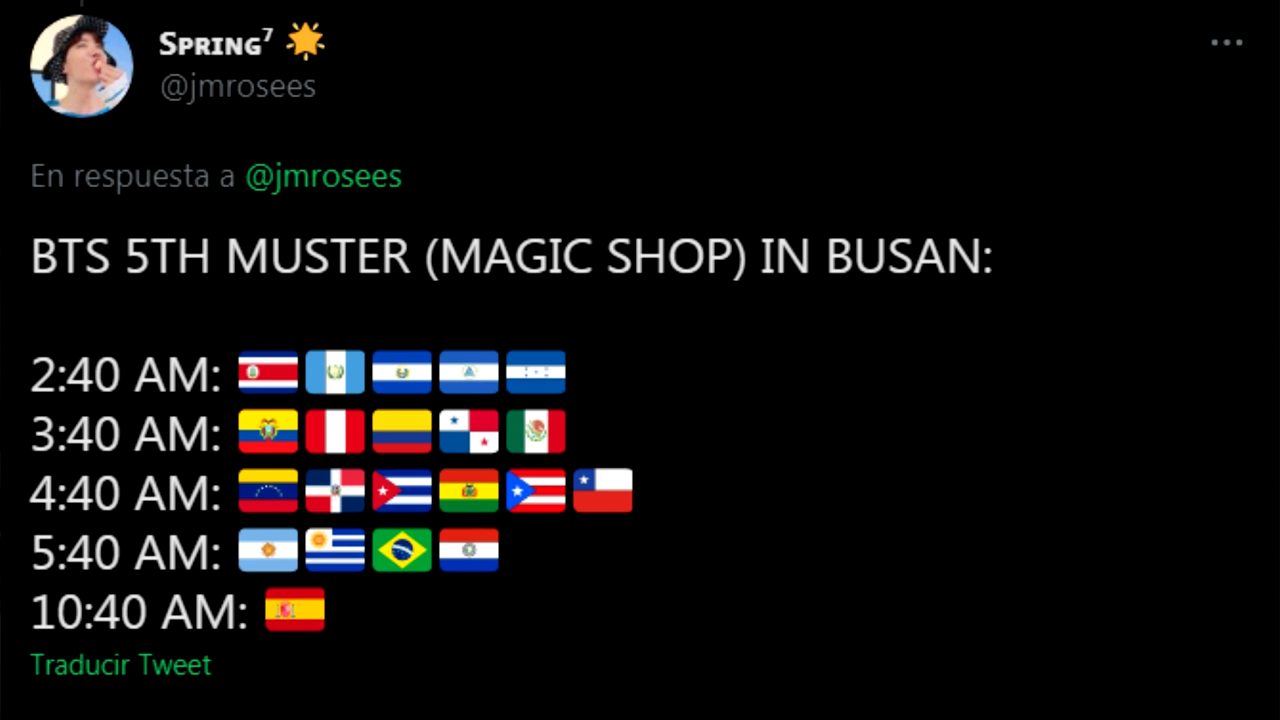 Sᴘʀɪɴɢ⁷ 🌟
@jmrosees
En respuesta a @jmrosees
BTS 5TH MUSTER (MAGIC SHOP) IN BUSAN:
2:40 AM: 🇨🇷🇬🇹🇸🇻🇳🇮🇭🇳
3:40 AM: 🇪🇨🇵🇪🇨🇴🇵🇦🇲🇽
4:40 AM: 🇻🇪🇩🇴🇨🇺🇧🇴🇵🇷🇨🇱
5:40 AM: 🇦🇷🇺🇾🇧🇷🇵🇾
10:40 AM: 🇪🇸
Traducir Tweet